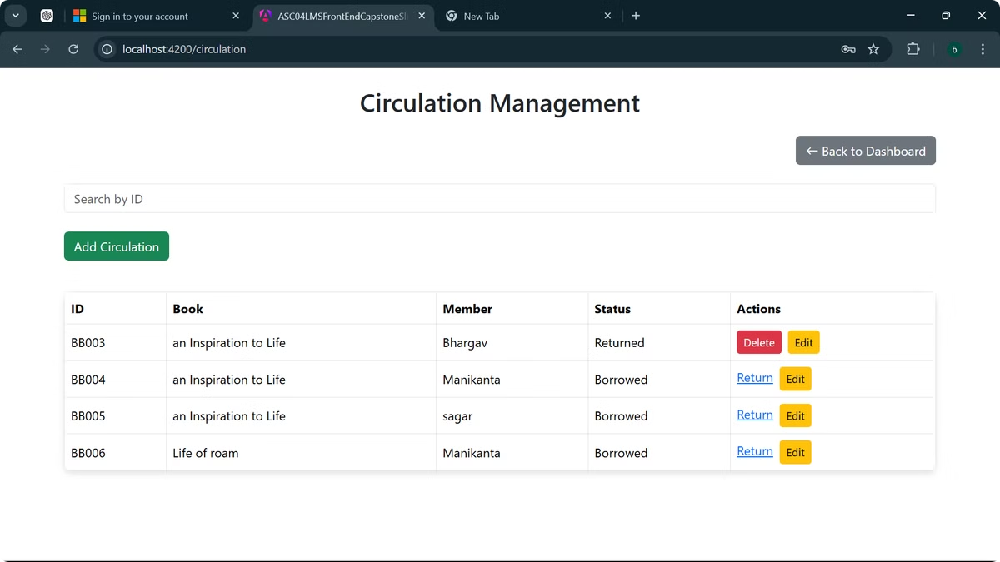 Sign in to your account
ASC04LMSFrontEndCapstoneSl
New Tab
localhost:4200/circulation
b
Circulation Management
← Back to Dashboard
Search by ID
Add Circulation
ID Book Member Status Actions
BB003 an Inspiration to Life Bhargav Returned Delete Edit
BB004 an Inspiration to Life Manikanta Borrowed Return Edit
BB005 an Inspiration to Life sagar Borrowed Return Edit
BB006 Life of roam Manikanta Borrowed Return Edit